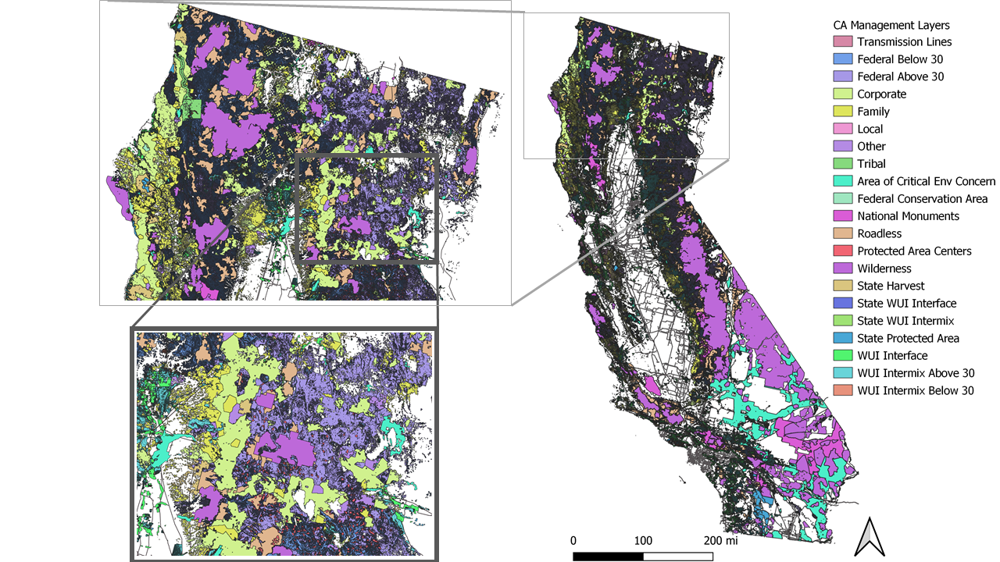 CA Management Layers
Transmission Lines
Federal Below 30
Federal Above 30
Corporate
Family
Local
Other
Tribal
Area of Critical Env Concern
Federal Conservation Area
National Monuments
Roadless
Protected Area Centers
Wilderness
State Harvest
State WUI Interface
State WUI Intermix
State Protected Area
WUI Interface
WUI Intermix Above 30
WUI Intermix Below 30
0 100 200 mi